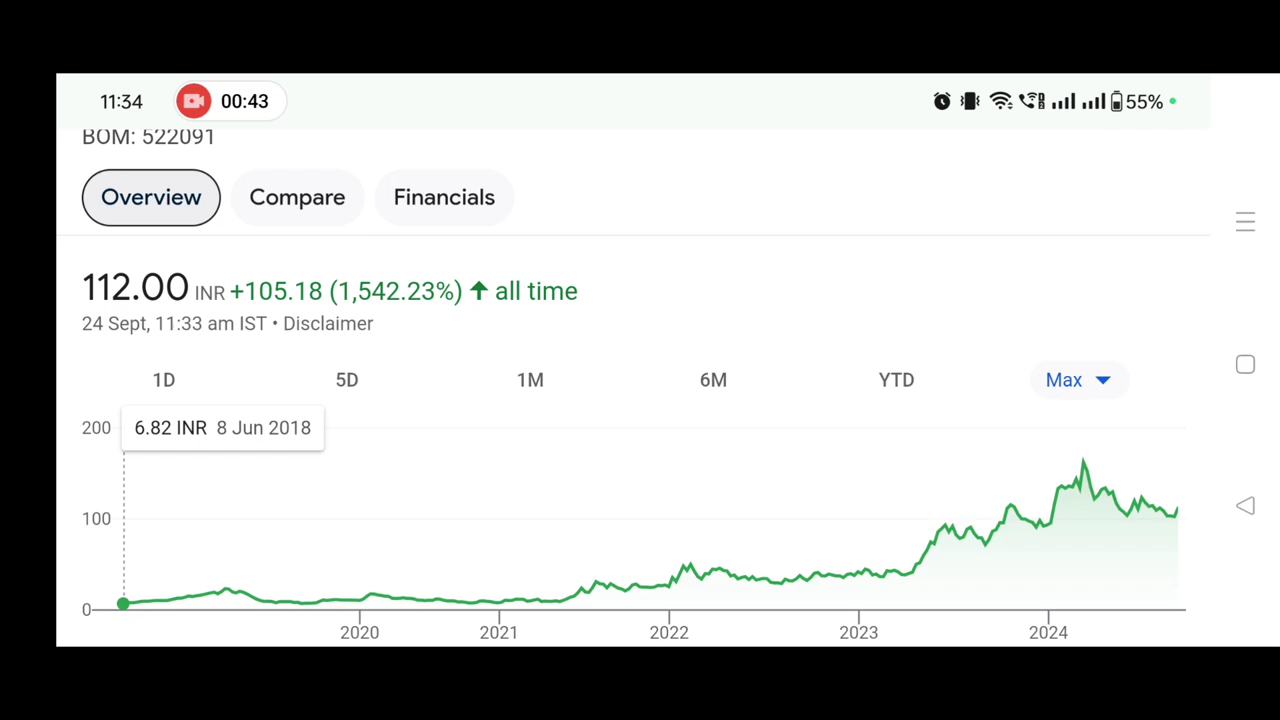 11:34 00:43 55%
BOM: 522091
Overview Compare Financials
112.00 INR +105.18 (1,542.23%) ↑ all time
24 Sept, 11:33 am IST • Disclaimer
1D 5D 1M 6M YTD Max
6.82 INR 8 Jun 2018
200
100
0
2020 2021 2022 2023 2024